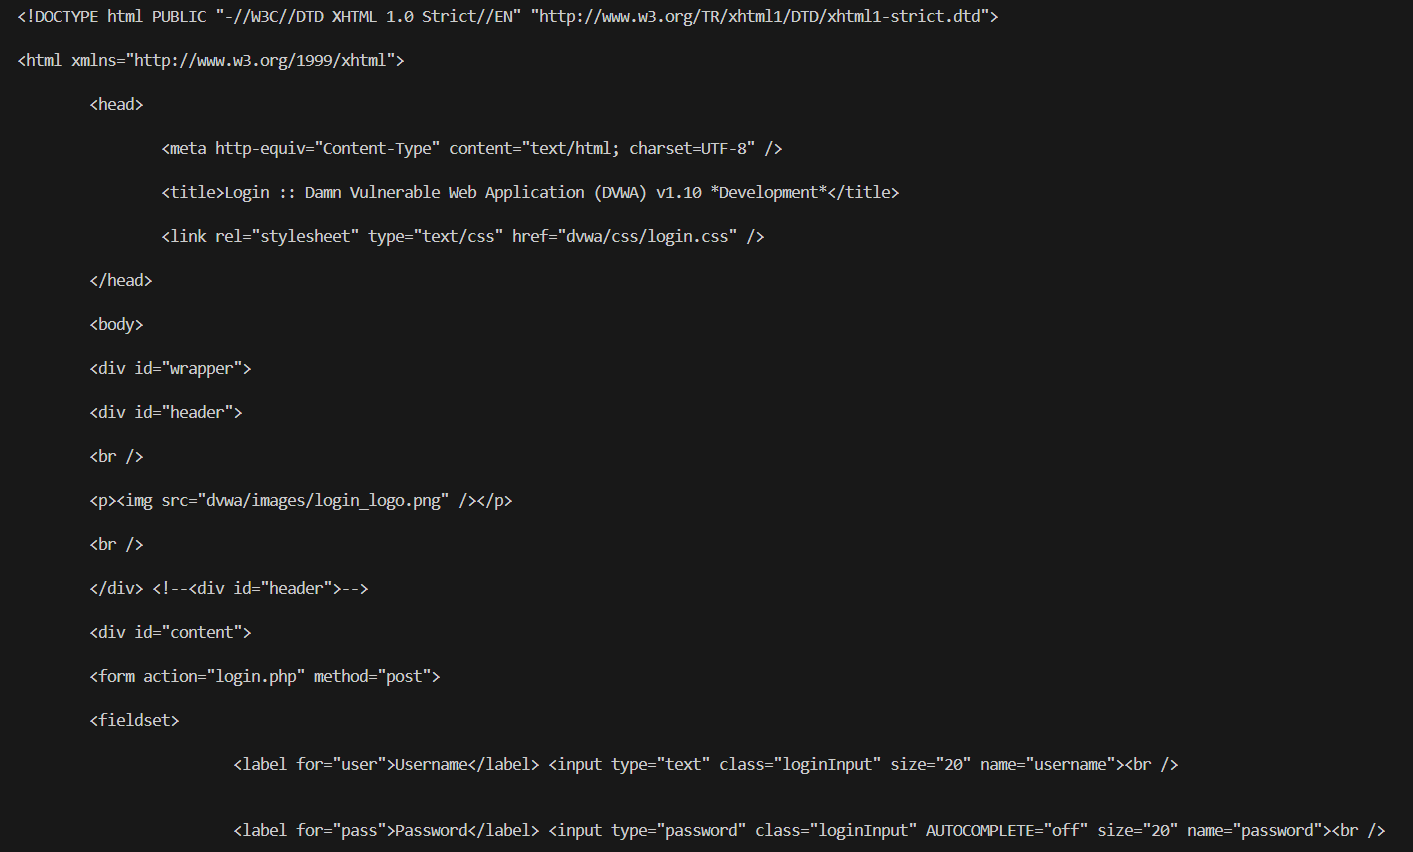 <!DOCTYPE html PUBLIC "-//W3C//DTD XHTML 1.0 Strict//EN" "http://www.w3.org/TR/xhtml1/DTD/xhtml1-strict.dtd">
<html xmlns="http://www.w3.org/1999/xhtml">
<head>
<meta http-equiv="Content-Type" content="text/html; charset=UTF-8" />
<title>Login :: Damn Vulnerable Web Application (DVWA) v1.10 *Development*</title>
<link rel="stylesheet" type="text/css" href="dvwa/css/login.css" />
</head>
<body>
<div id="wrapper">
<div id="header">
<br />
<p><img src="dvwa/images/login_logo.png" /></p>
<br />
</div> <!--<div id="header">-->
<div id="content">
<form action="login.php" method="post">
<fieldset>
<label for="user">Username</label> <input type="text" class="loginInput" size="20" name="username"><br />
<label for="pass">Password</label> <input type="password" class="loginInput" AUTOCOMPLETE="off" size="20" name="password"><br />